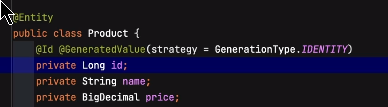 @Entity
public class Product {
@Id @GeneratedValue(strategy = GenerationType.IDENTITY)
private Long id;
private String name;
private BigDecimal price;